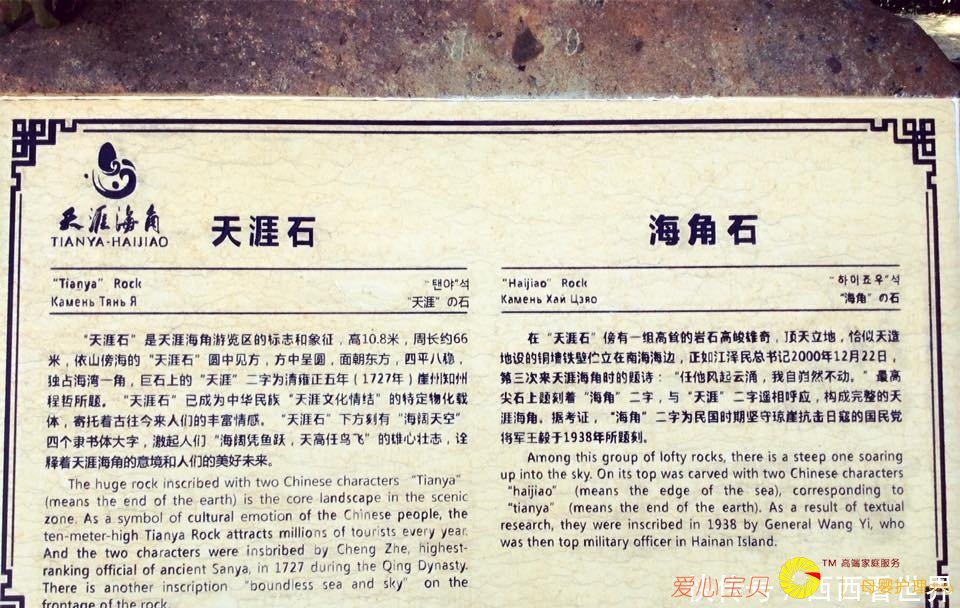 天涯海角
TIANYA-HAIJIAO
天涯石
"Tianya" Rock
"탠야"석
Камень Тянь Я
"天涯"の石
"天涯石"是天涯海角游览区的标志和象征，高10.8米，周长约66
米，依山傍海的"天涯石"圆中见方，方中呈圆，面朝东方，四平八稳，
独占海湾一角，巨石上的"天涯"二字为清雍正五年（1727年）崖州知州
程哲所题。"天涯石"已成为中华民族"天涯文化情结"的特定物化载
体，寄托着古往今来人们的丰富情感。"天涯石"下方刻有"海阔天空"
四个隶书体大字，激起人们"海阔凭鱼跃，天高任鸟飞"的雄心壮志，诠
释着天涯海角的意境和人们的美好未来。
The huge rock inscribed with two Chinese characters "Tianya"
(means the end of the earth) is the core landscape in the scenic
zone. As a symbol of cultural emotion of the Chinese people, the
ten-meter-high Tianya Rock attracts millions of tourists every year.
And the two characters were insbribed by Cheng Zhe, highest-
ranking official of ancient Sanya, in 1727 during the Qing Dynasty.
There is another inscription "boundless sea and sky" on the
frontage of the rock.
海角石
"Haijiao" Rock
"하이죠우"석
Камень Хай Цзяо
"海角"の石
在"天涯石"傍有一组高耸的岩石高峻雄奇，顶天立地，恰似天造
地设的铜墙铁壁伫立在南海海边，正如江泽民总书记2000年12月22日，
第三次来天涯海角时的题诗："任他风起云涌，我自岿然不动。"最高
尖石上题刻着"海角"二字，与"天涯"二字遥相呼应，构成完整的天
涯海角。据考证，"海角"二字为民国时期坚守琼崖抗击日寇的国民党
将军王毅于1938年所题刻。
Among this group of lofty rocks, there is a steep one soaring
up into the sky. On its top was carved with two Chinese characters
"haijiao" (means the edge of the sea), corresponding to
"tianya" (means the end of the earth). As a result of textual
research, they were inscribed in 1938 by General Wang Yi, who
was then top military officer in Hainan Island.
爱心宝贝
TM 高端家庭服务
西西看世界